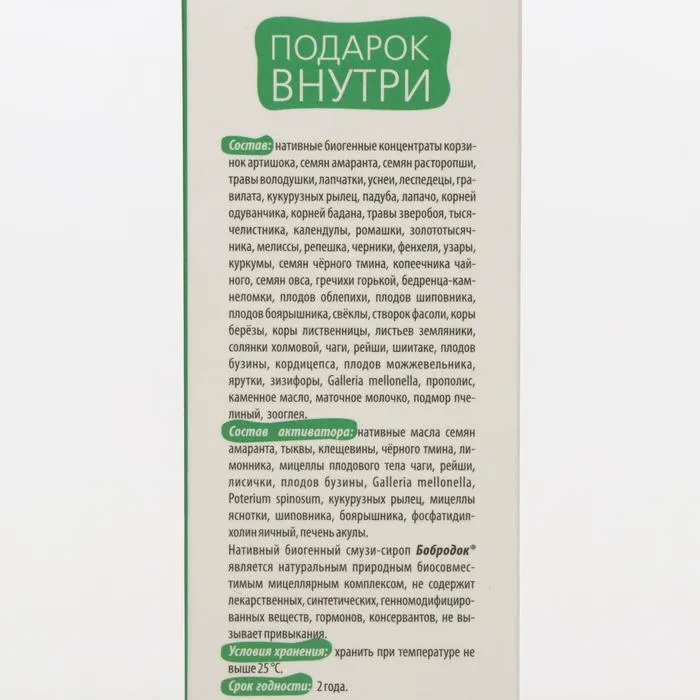 ПОДАРОК
ВНУТРИ
Состав: нативные биогенные концентраты корзи-
нок артишока, семян амаранта, семян расторопши,
травы володушки, лапчатки, уснеи, леспедецы, гра-
вилата, кукурузных рылец, падуба, лапачо, корней
одуванчика, корней бадана, травы зверобоя, тыся-
челистника, календулы, ромашки, золототысяч-
ника, мелиссы, репешка, черники, фенхеля, узары,
куркумы, семян чёрного тмина, копеечника чай-
ного, семян овса, гречихи горькой, бедренца-кам-
неломки, плодов облепихи, плодов шиповника,
плодов боярышника, свёклы, створок фасоли, коры
берёзы, коры лиственницы, листьев земляники,
солянки холмовой, чаги, рейши, шиитаке, плодов
бузины, кордицепса, плодов можжевельника,
ярутки, зизифоры, Galleria mellonella, прополис,
каменное масло, маточное молочко, подмор пче-
линый, зооглея.
Состав активатора: нативные масла семян
амаранта, тыквы, клещевины, чёрного тмина, ли-
монника, мицеллы плодового тела чаги, рейши,
лисички, плодов бузины, Galleria mellonella,
Poterium spinosum, кукурузных рылец, мицеллы
яснотки, шиповника, боярышника, фосфатидил-
холин яичный, печень акулы.
Нативный биогенный смузи-сироп Бобродок®
является натуральным природным биосовмес-
тимым мицеллярным комплексом, не содержит
лекарственных, синтетических, генномодифициро-
ванных веществ, гормонов, консервантов, не вы-
зывает привыкания.
Условия хранения: хранить при температуре не
выше 25 °С.
Срок годности: 2 года.